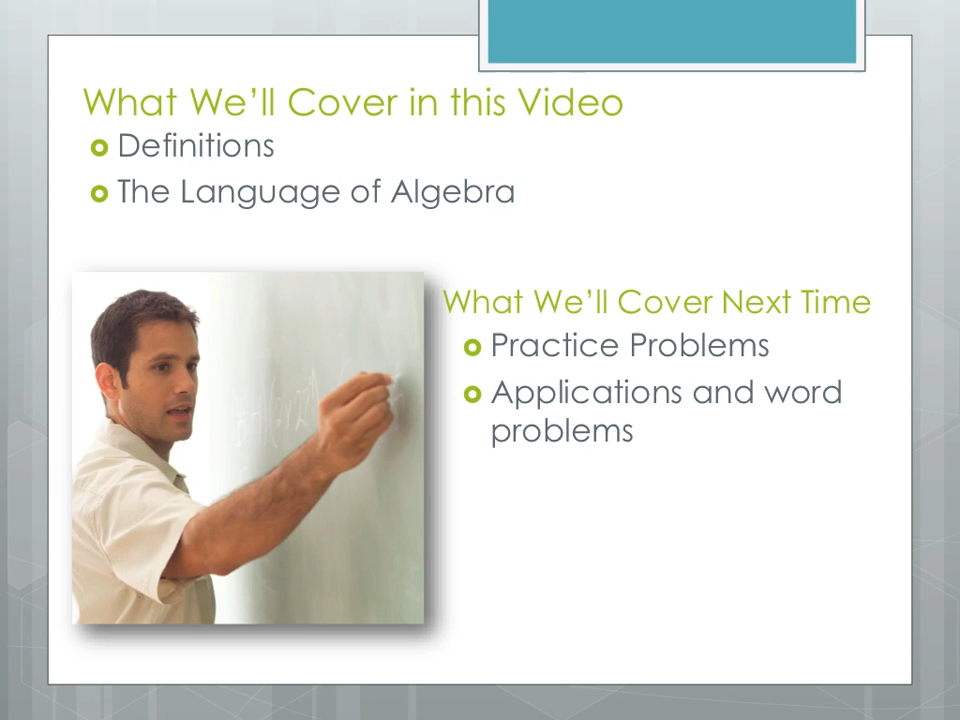 What We’ll Cover in this Video
Definitions
The Language of Algebra
What We’ll Cover Next Time
Practice Problems
Applications and word
problems